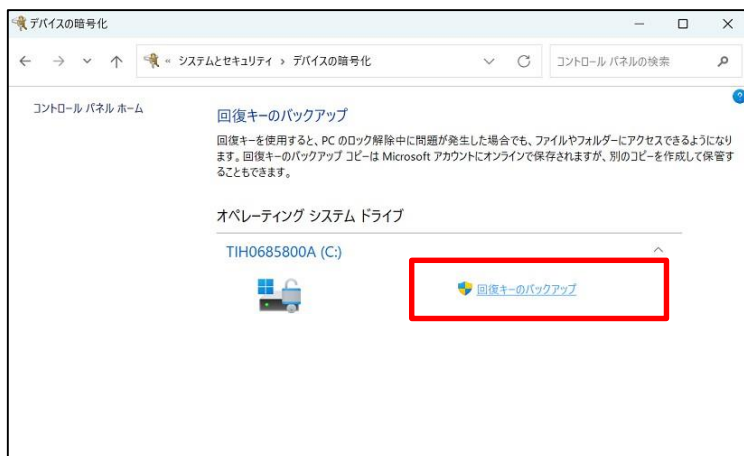 デバイスの暗号化
« システムとセキュリティ › デバイスの暗号化
コントロール パネルの検索
コントロール パネル ホーム
回復キーのバックアップ
回復キーを使用すると、PC のロック解除中に問題が発生した場合でも、ファイルやフォルダーにアクセスできるようになり
ます。回復キーのバックアップ コピーは Microsoft アカウントにオンラインで保存されますが、別のコピーを作成して保管す
ることもできます。
オペレーティング システム ドライブ
TIH0685800A (C:)
回復キーのバックアップ